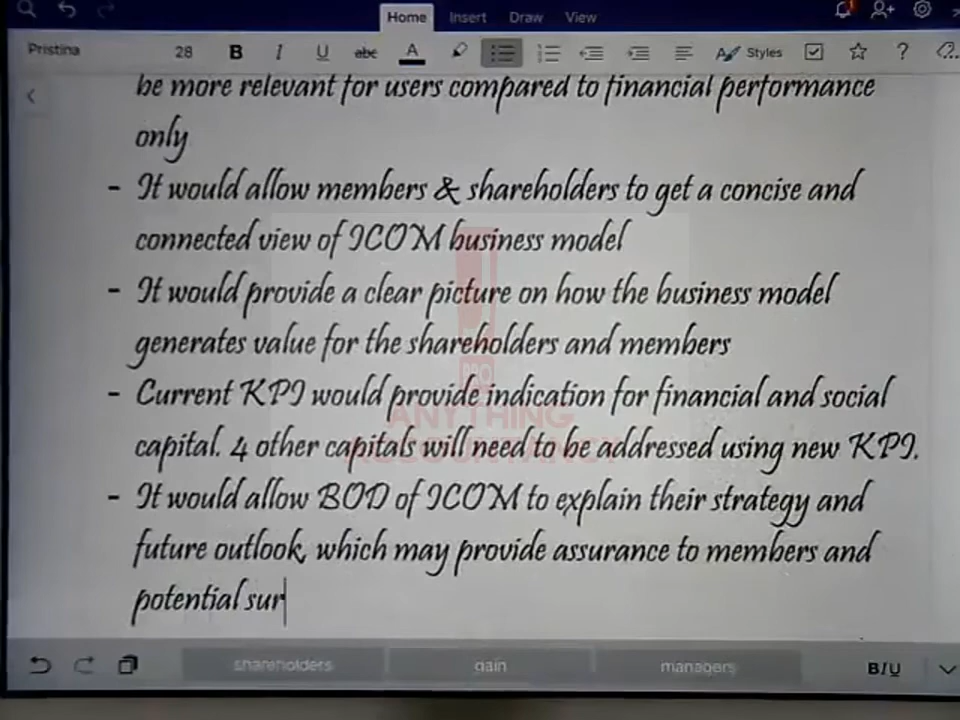 Home Insert Draw View
Pristina 28 B I U abc A Styles ?
be more relevant for users compared to financial performance
only
- It would allow members & shareholders to get a concise and
connected view of ICOM business model
- It would provide a clear picture on how the business model
generates value for the shareholders and members
- Current KPI would provide indication for financial and social
capital. 4 other capitals will need to be addressed using new KPI.
- It would allow BOD of ICOM to explain their strategy and
future outlook, which may provide assurance to members and
potential sur
ANYTHING
ACCOUNTANCY
shareholders gain managers B/U